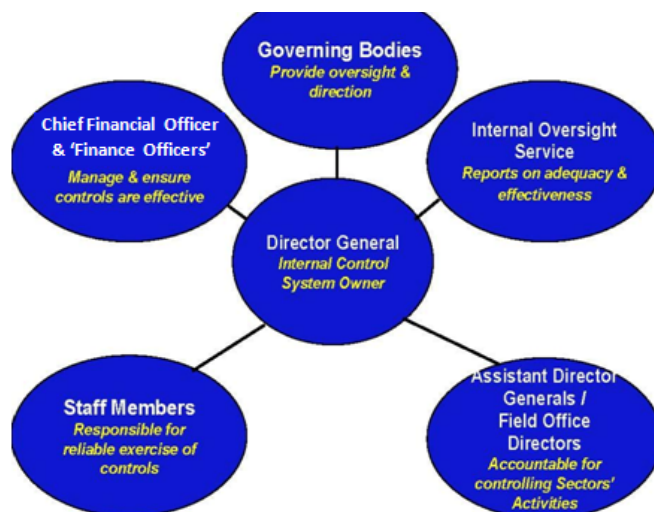 Governing Bodies
Provide oversight &
direction
Chief Financial Officer
& ‘Finance Officers’
Manage & ensure
controls are effective
Internal Oversight
Service
Reports on adequacy &
effectiveness
Director General
Internal Control
System Owner
Staff Members
Responsible for
reliable exercise of
controls
Assistant Director
Generals /
Field Office
Directors
Accountable for
controlling Sectors'
Activities